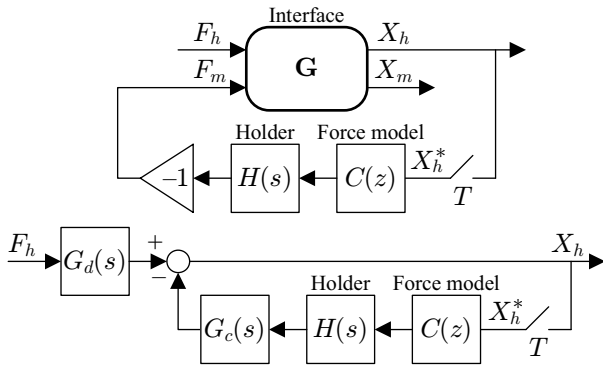 Interface
F_h
X_h
G
F_m
X_m
Holder
Force model
–1
H(s)
C(z)
X_h^*
T
F_h
G_d(s)
+
−
X_h
Holder
Force model
G_c(s)
H(s)
C(z)
X_h^*
T